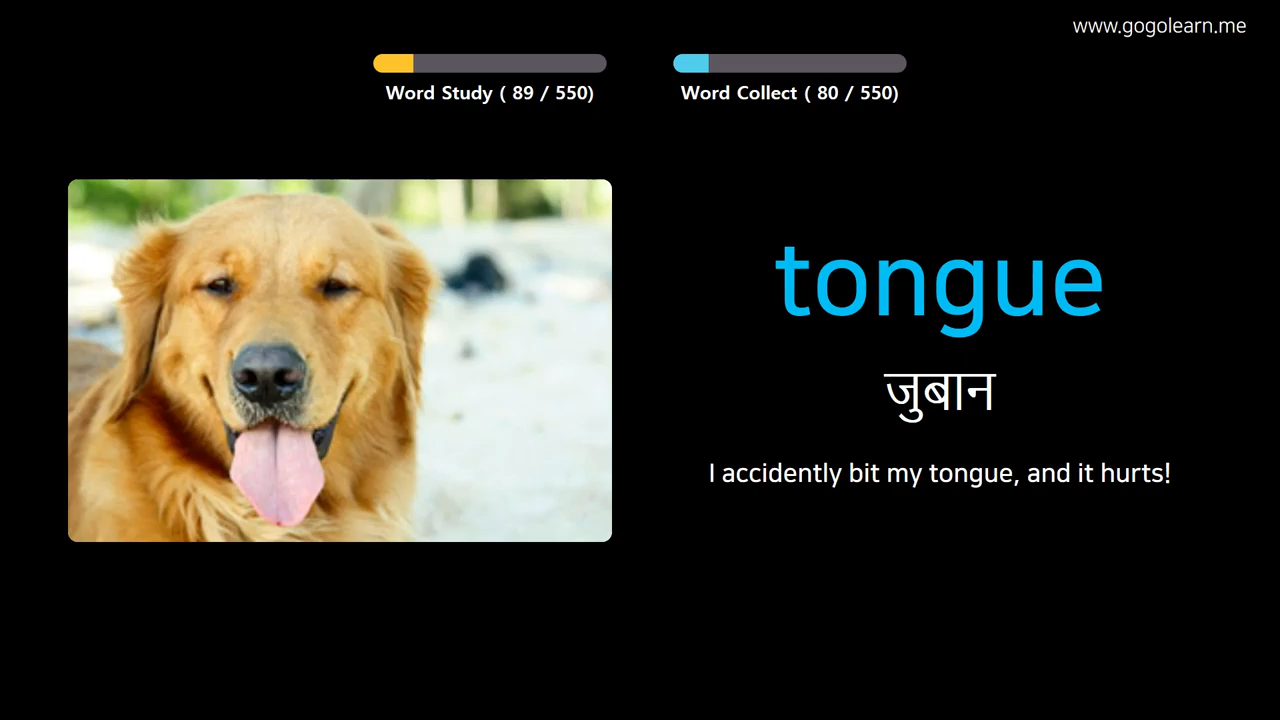 www.gogolearn.me
Word Study ( 89 / 550)
Word Collect ( 80 / 550)
tongue
जुबान
I accidently bit my tongue, and it hurts!